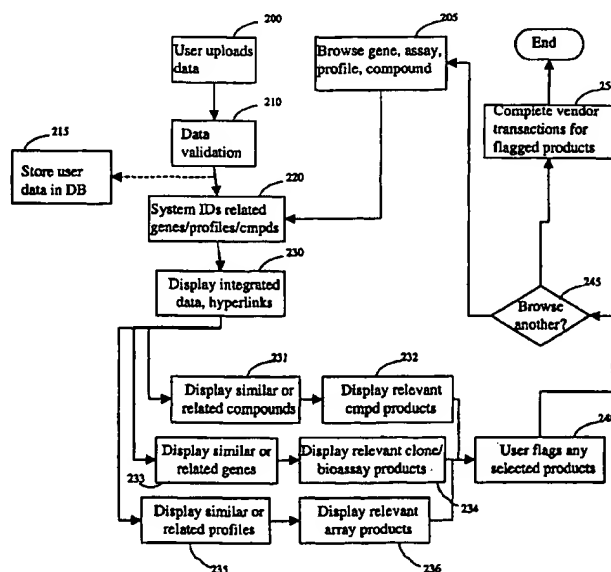 200
User uploads
data
205
Browse gene, assay,
profile, compound
End
Complete vendor
transactions for
flagged products
210
Data
validation
215
Store user
data in DB
220
System IDs related
genes/profiles/cmpds
230
Display integrated
data, hyperlinks
245
Browse
another?
231
Display similar or
related compounds
232
Display relevant
cmpd products
233
Display similar or
related genes
Display relevant clone/
bioassay products
234
User flags any
selected products
Display similar or
related profiles
235
Display relevant
array products
236